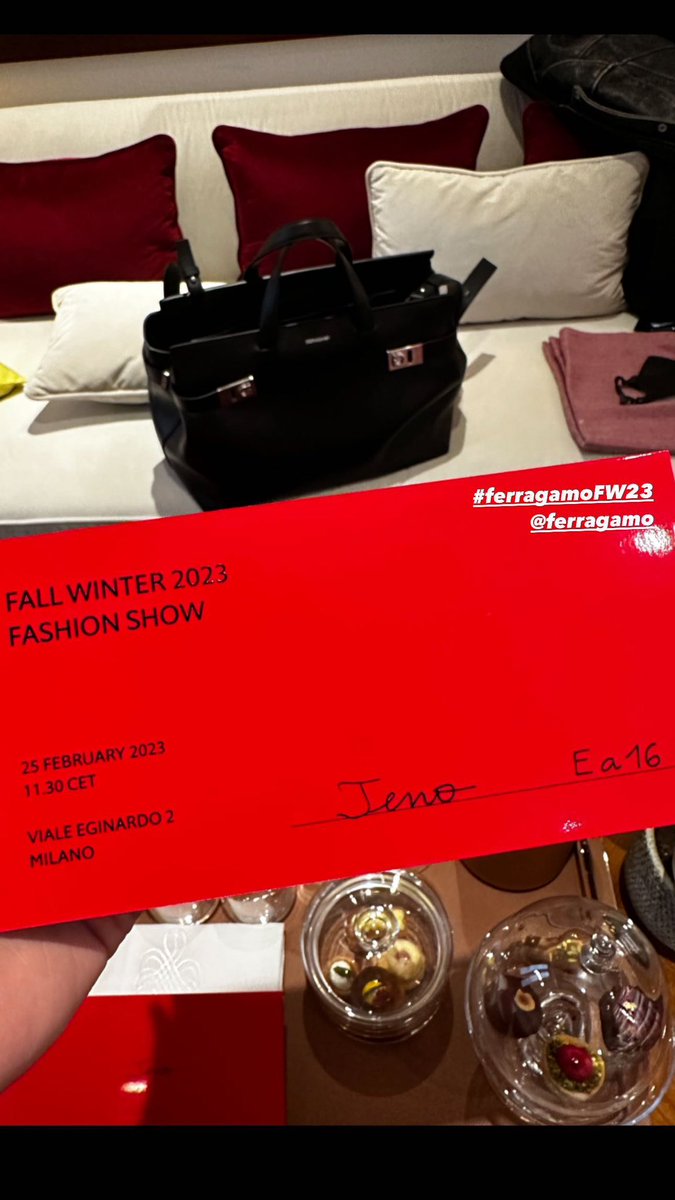 #ferragamoFW23
@ferragamo
FALL WINTER 2023
FASHION SHOW
25 FEBRUARY 2023
11.30 CET
Jeno Ea16
VIALE EGINARDO 2
MILANO